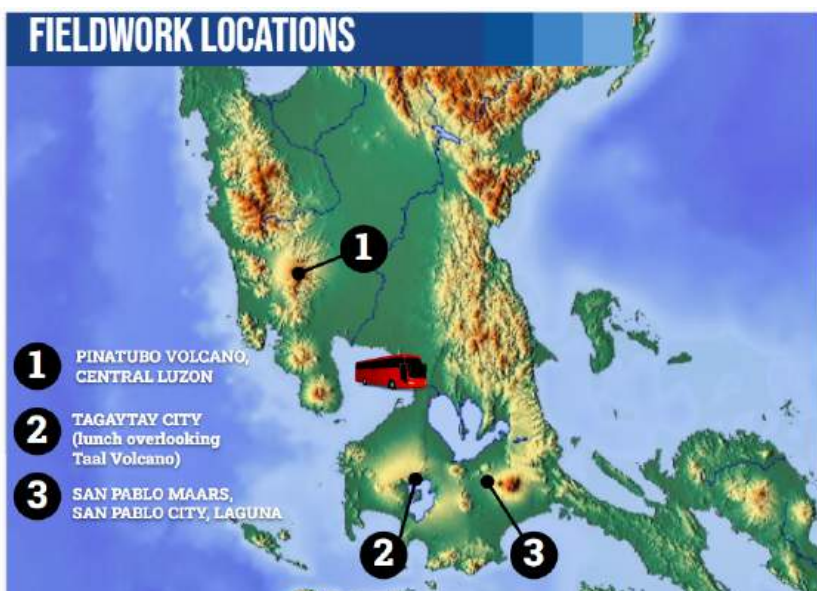 FIELDWORK LOCATIONS
1
1
PINATUBO VOLCANO,
CENTRAL LUZON
2
TAGAYTAY CITY
(lunch overlooking
Taal Volcano)
3
SAN PABLO MAARS,
SAN PABLO CITY, LAGUNA
2
3